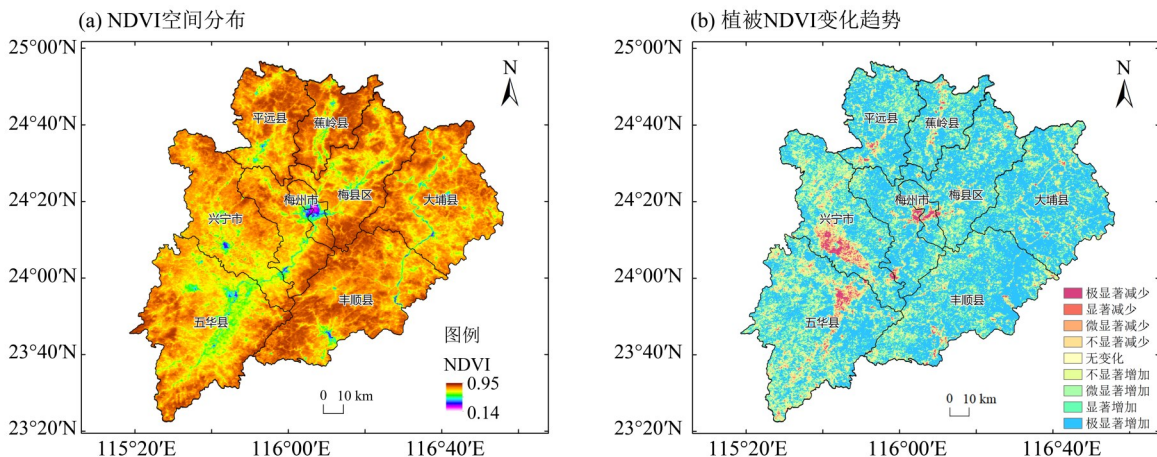 (a) NDVI空间分布
25°00′N
24°40′N
24°20′N
24°00′N
23°40′N
23°20′N
115°20′E
116°00′E
116°40′E
N
平远县
蕉岭县
梅州市
梅县区
大埔县
兴宁市
丰顺县
五华县
图例
NDVI
0.95
0.14
0 10 km
(b) 植被NDVI变化趋势
25°00′N
24°40′N
24°20′N
24°00′N
23°40′N
23°20′N
115°20′E
116°00′E
116°40′E
N
平远县
蕉岭县
梅州市
梅县区
大埔县
兴宁市
丰顺县
五华县
极显著减少
显著减少
微显著减少
不显著减少
无变化
不显著增加
微显著增加
显著增加
极显著增加
0 10 km